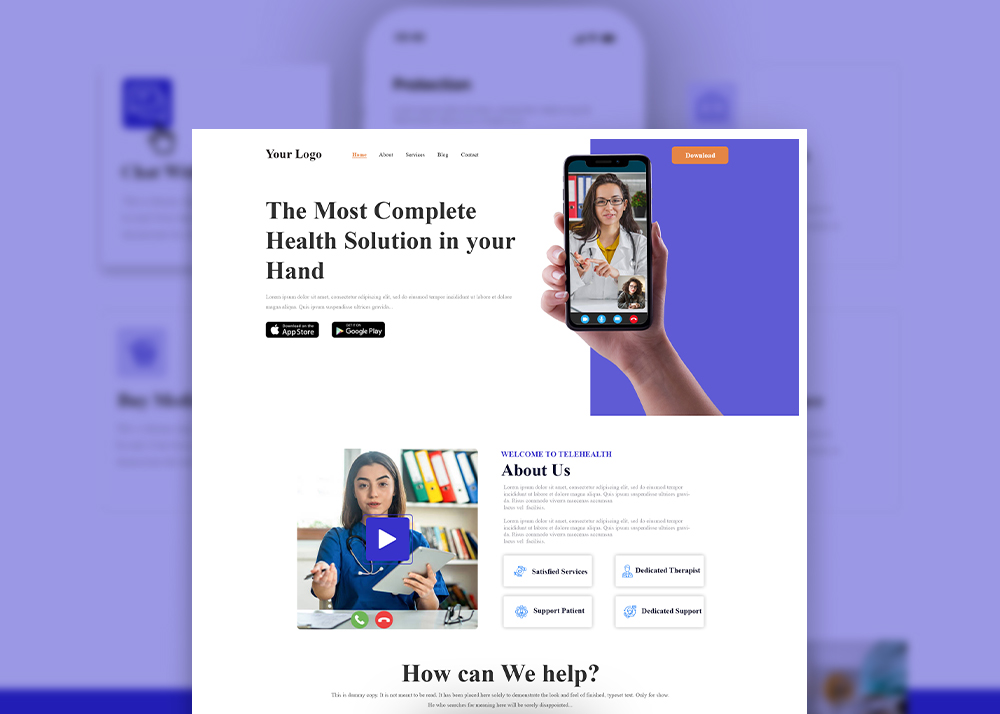 Protection
Your Logo
Home
About
Services
Blog
Contact
Download
The Most Complete
Health Solution in your
Hand
Lorem ipsum dolor sit amet, consectetur adipiscing elit, sed do eiusmod tempor incididunt ut labore et dolore
magna aliqua. Quis ipsum suspendisse ultrices gravida...
Download on the
App Store
GET IT ON
Google Play
WELCOME TO TELEHEALTH
About Us
Lorem ipsum dolor sit amet, consectetur adipiscing elit, sed do eiusmod tempor
incididunt ut labore et dolore magna aliqua. Quis ipsum suspendisse ultrices gravi-
da. Risus commodo viverra maecenas accumsan
lacus vel facilisis.
Lorem ipsum dolor sit amet, consectetur adipiscing elit, sed do eiusmod tempor
incididunt ut labore et dolore magna aliqua. Quis ipsum suspendisse ultrices gravi-
da. Risus commodo viverra maecenas accumsan
lacus vel facilisis.
Satisfied Services
Dedicated Therapist
Support Patient
Dedicated Support
How can We help?
This is dummy copy. It is not meant to be read. It has been placed here solely to demonstrate the look and feel of finished, typeset text. Only for show.
He who searches for meaning here will be sorely disappointed...